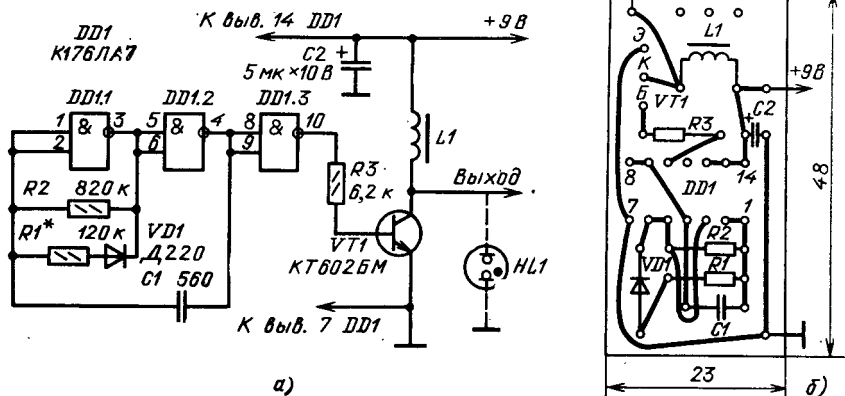 К выв. 14 DD1
+9В
DD1
К176ЛА7
C2 +
5 мк × 10 В
DD1.1
DD1.2
DD1.3
1
2
&
3
5
6
&
4
8
9
&
10
L1
R3
6,2 к
Выход
R2
820 к
R1*
120 к
VD1
Д220
C1
560
VT1
КТ602БМ
HL1
К выв. 7 DD1
а)
Э
К
Б
VT1
L1
+9В
+
C2
R3
8
DD1
14
7
1
VD1
R2
R1
C1
48
23
б)